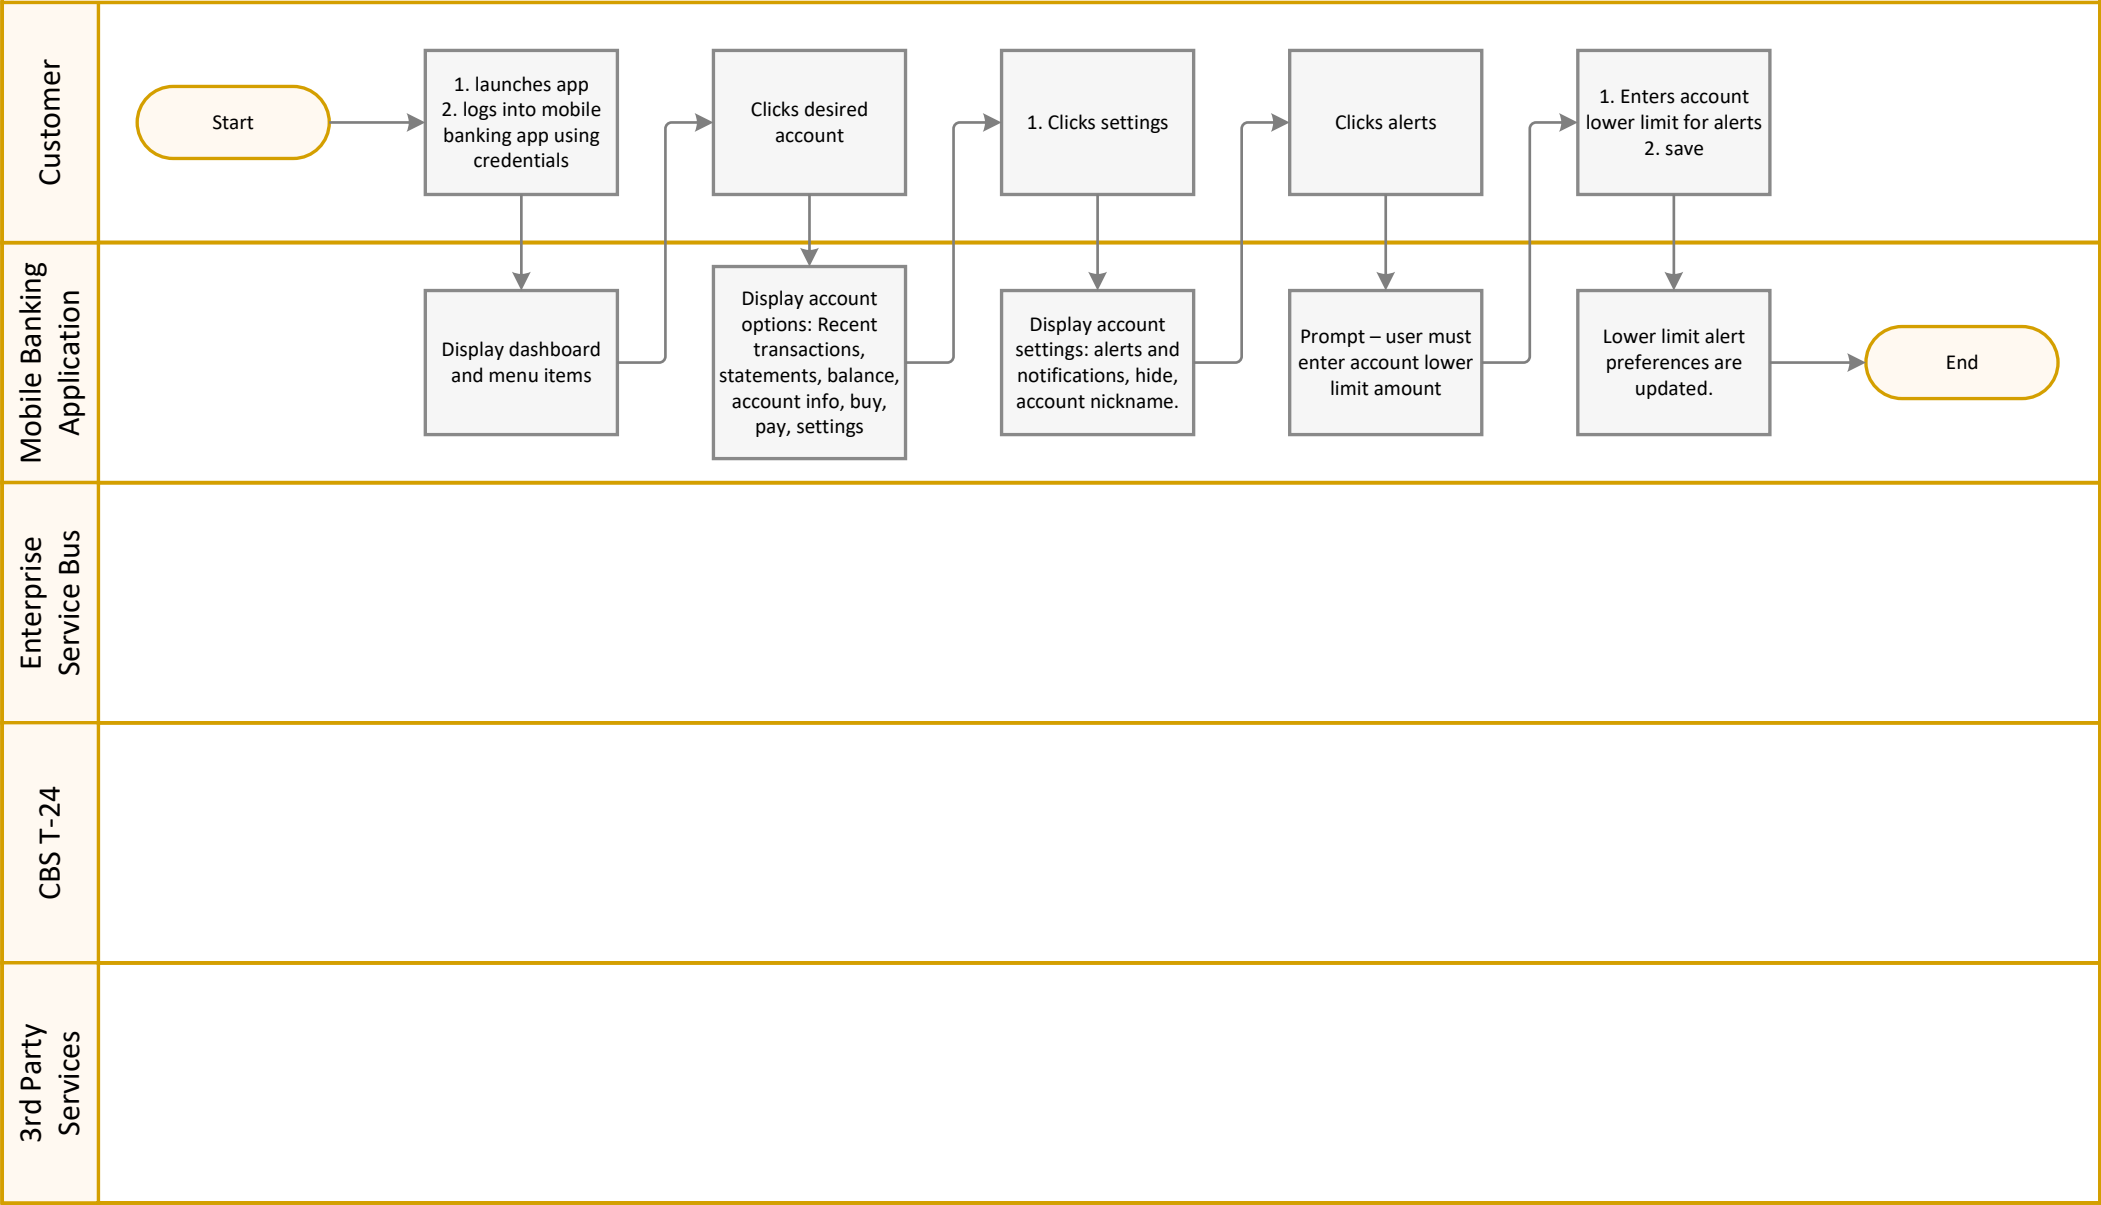 Customer
Start
1. launches app
2. logs into mobile
banking app using
credentials
Clicks desired
account
1. Clicks settings
Clicks alerts
1. Enters account
lower limit for alerts
2. save
Mobile Banking
Application
Display dashboard
and menu items
Display account
options: Recent
transactions,
statements, balance,
account info, buy,
pay, settings
Display account
settings: alerts and
notifications, hide,
account nickname.
Prompt – user must
enter account lower
limit amount
Lower limit alert
preferences are
updated.
End
Enterprise
Service Bus
CBS T-24
3rd Party
Services